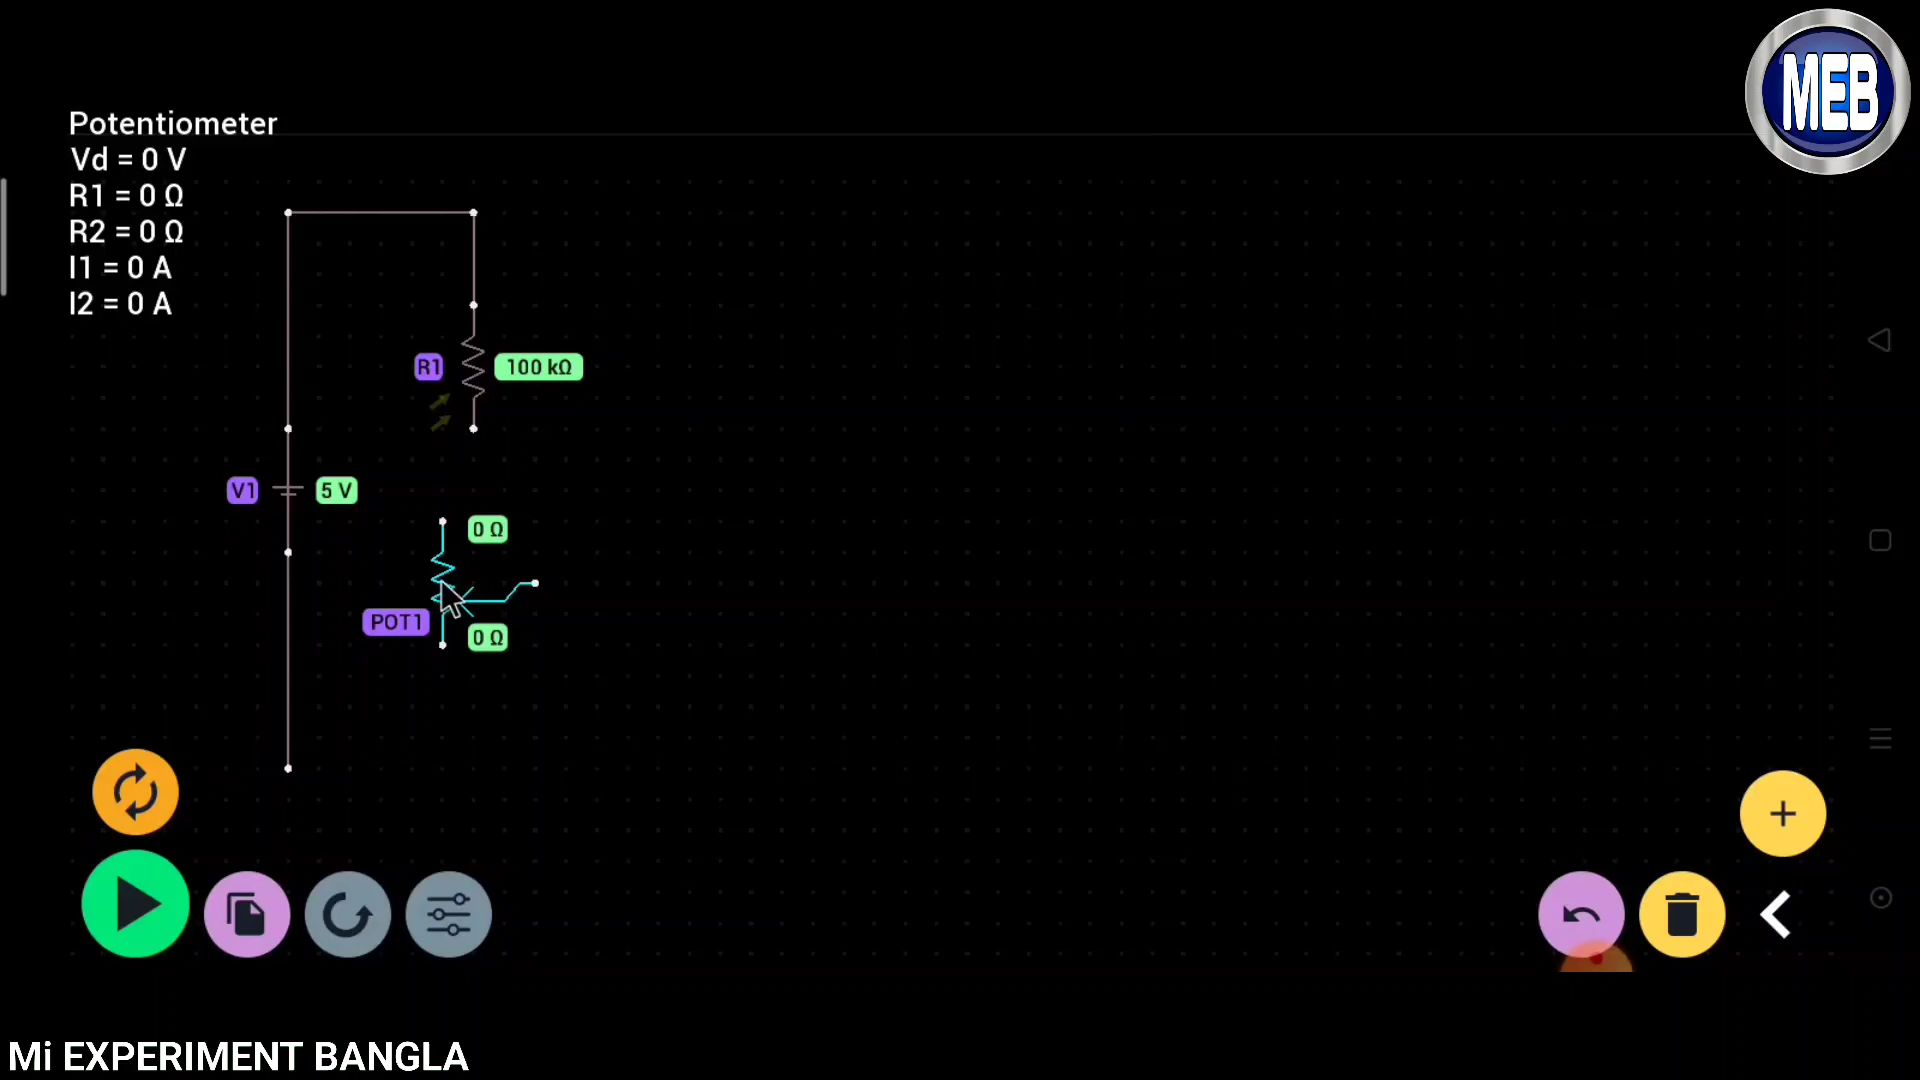 MEB
Potentiometer
Vd = 0 V
R1 = 0 Ω
R2 = 0 Ω
I1 = 0 A
I2 = 0 A
R1 100 kΩ
V1 5 V
0 Ω
POT1
0 Ω
Mi EXPERIMENT BANGLA